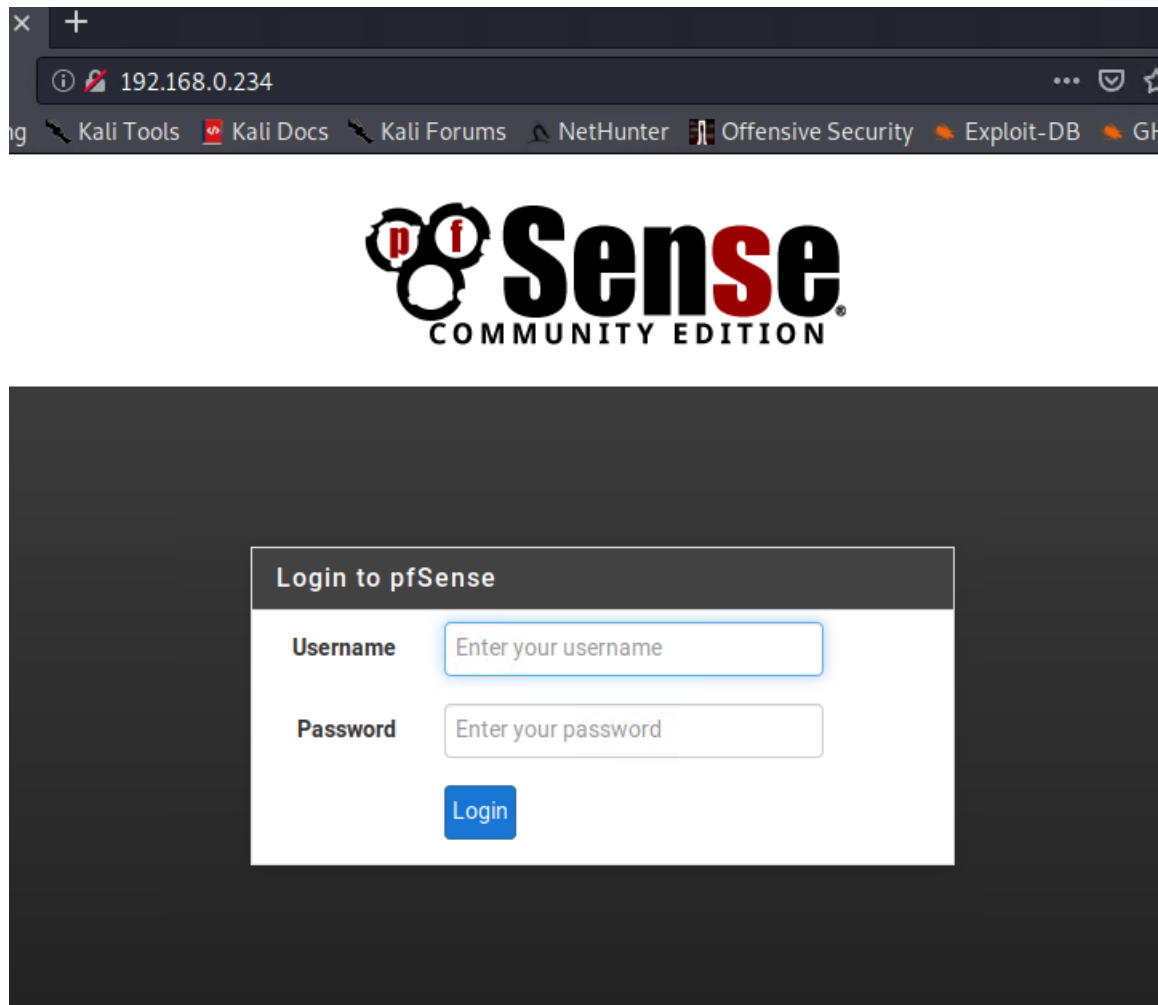 192.168.0.234
Kali Tools Kali Docs Kali Forums NetHunter Offensive Security Exploit-DB
pfSense
COMMUNITY EDITION
Login to pfSense
Username Enter your username
Password Enter your password
Login